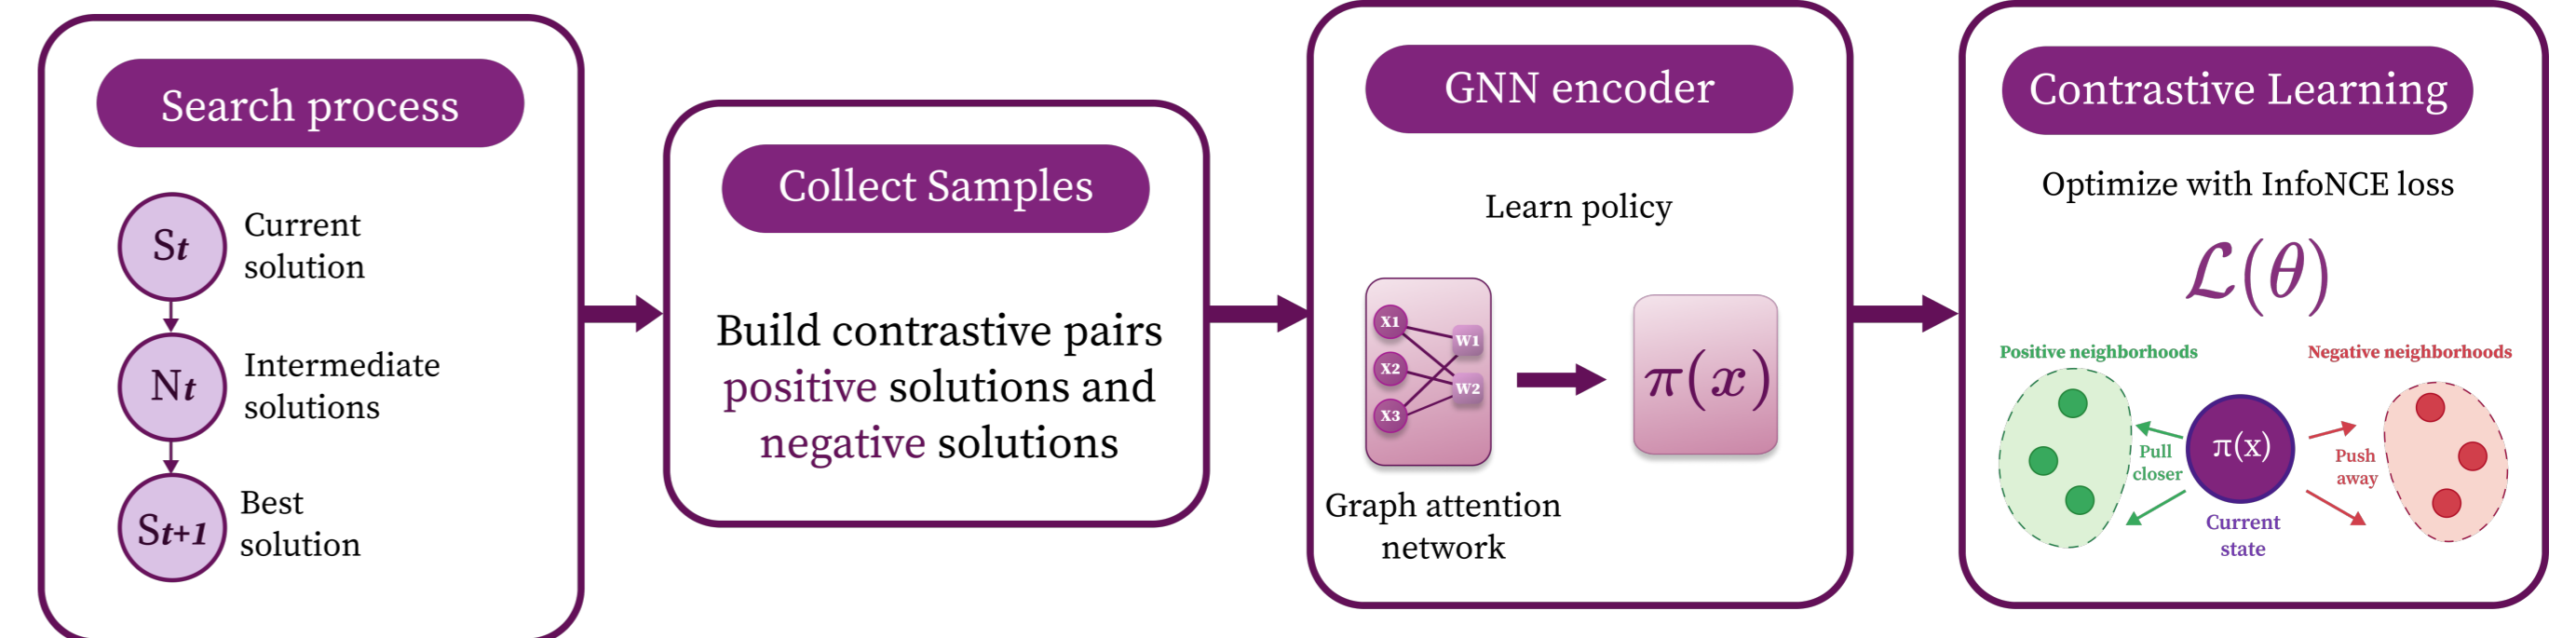 Search process
St
Current
solution
Nt
Intermediate
solutions
St+1
Best
solution
Collect Samples
Build contrastive pairs
positive solutions and
negative solutions
GNN encoder
Learn policy
X1
X2
X3
W1
W2
π(x)
Graph attention
network
Contrastive Learning
Optimize with InfoNCE loss
ℒ(θ)
Positive neighborhoods
Negative neighborhoods
Pull
closer
π(x)
Push
away
Current
state